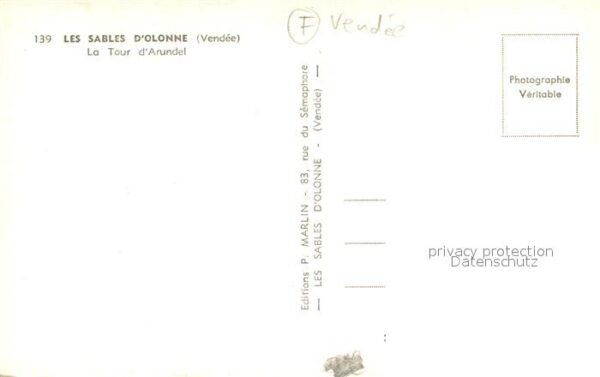 139 LES SABLES D'OLONNE (Vendée)
La Tour d'Arundel
F Vendée
Editions P. MARLIN - 83, rue du Sémaphore
— LES SABLES D'OLONNE - (Vendée) —
Photographie
Véritable
privacy protection
Datenschutz